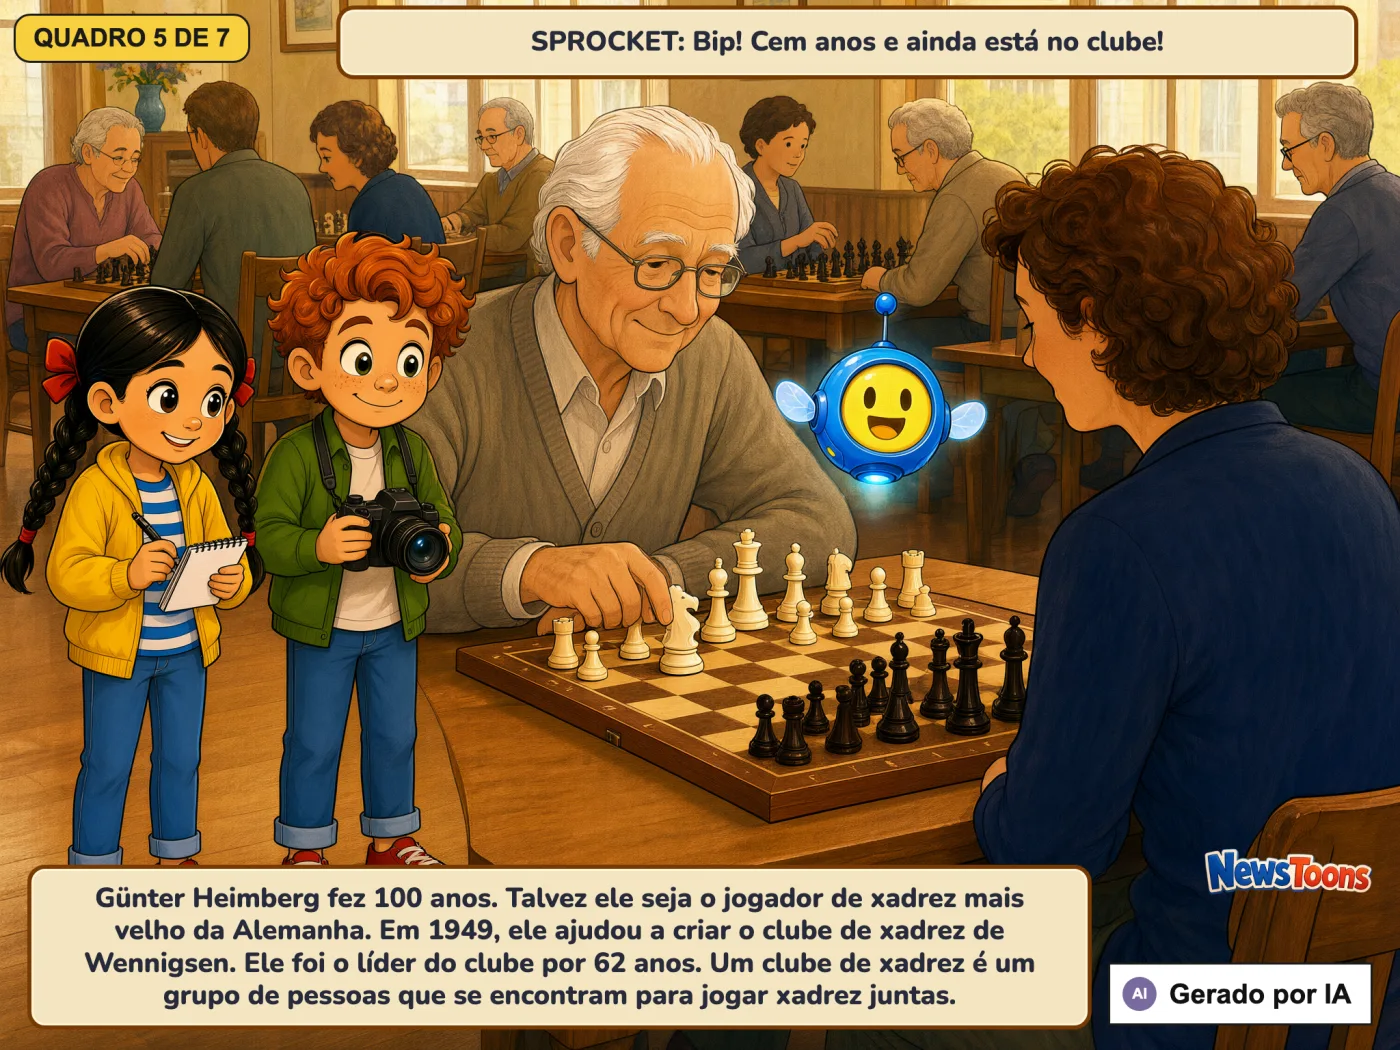 QUADRO 5 DE 7
SPROCKET: Bip! Cem anos e ainda está no clube!
Günter Heimberg fez 100 anos. Talvez ele seja o jogador de xadrez mais
velho da Alemanha. Em 1949, ele ajudou a criar o clube de xadrez de
Wennigsen. Ele foi o líder do clube por 62 anos. Um clube de xadrez é um
grupo de pessoas que se encontram para jogar xadrez juntas.
NewsToons
AI Gerado por IA